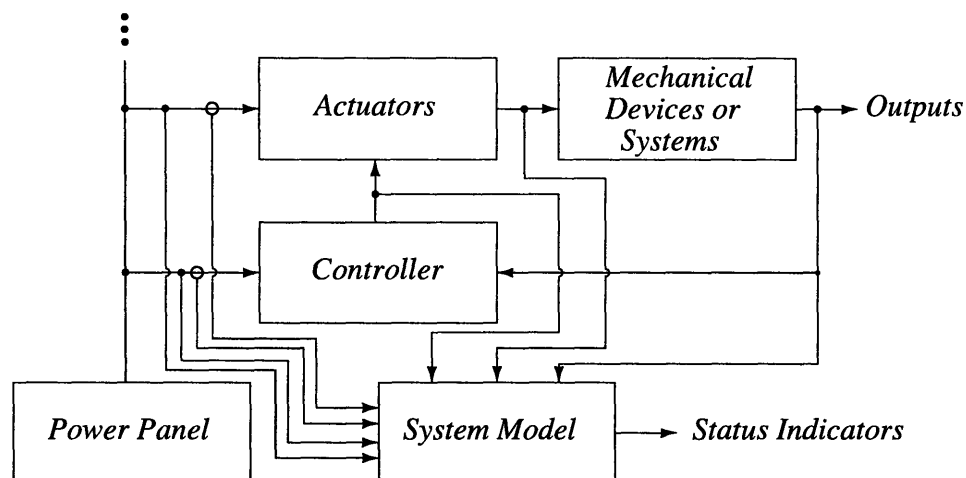 Actuators
Mechanical
Devices or
Systems
Outputs
Controller
Power Panel
System Model
Status Indicators